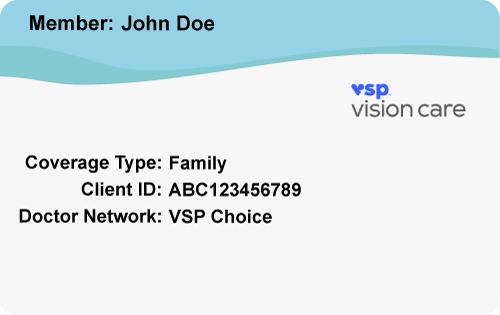 Member: John Doe
vsp
vision care
Coverage Type: Family
Client ID: ABC123456789
Doctor Network: VSP Choice